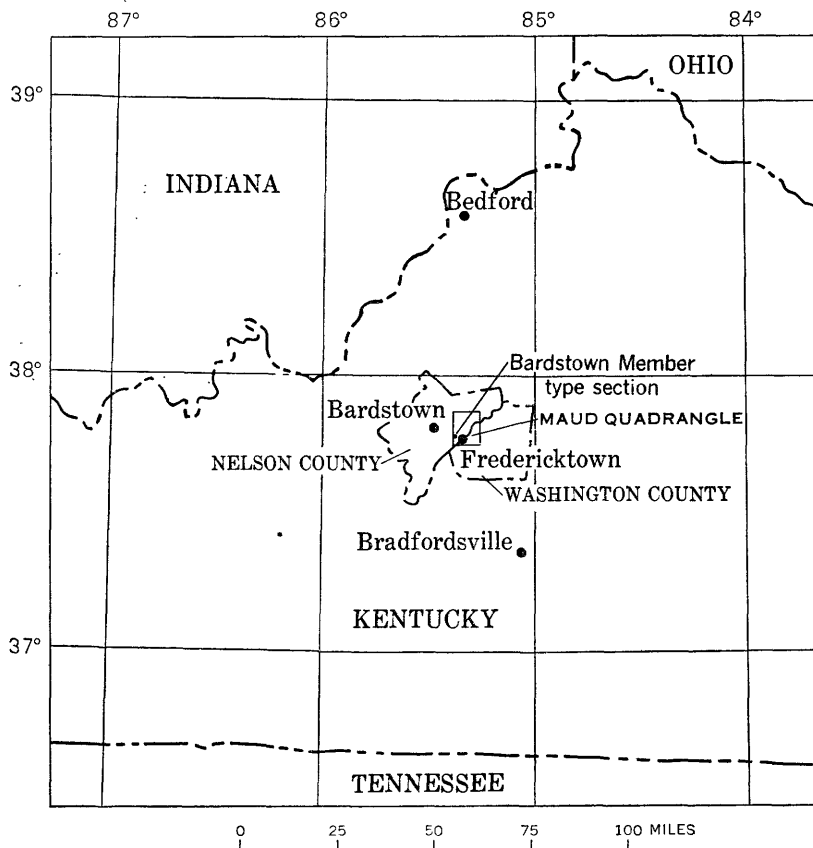 87° 86° 85° 84°
OHIO
39°
INDIANA
Bedford
38°
Bardstown Member
type section
Bardstown
MAUD QUADRANGLE
NELSON COUNTY
Fredericktown
WASHINGTON COUNTY
Bradfordsville
KENTUCKY
37°
TENNESSEE
0 25 50 75 100 MILES